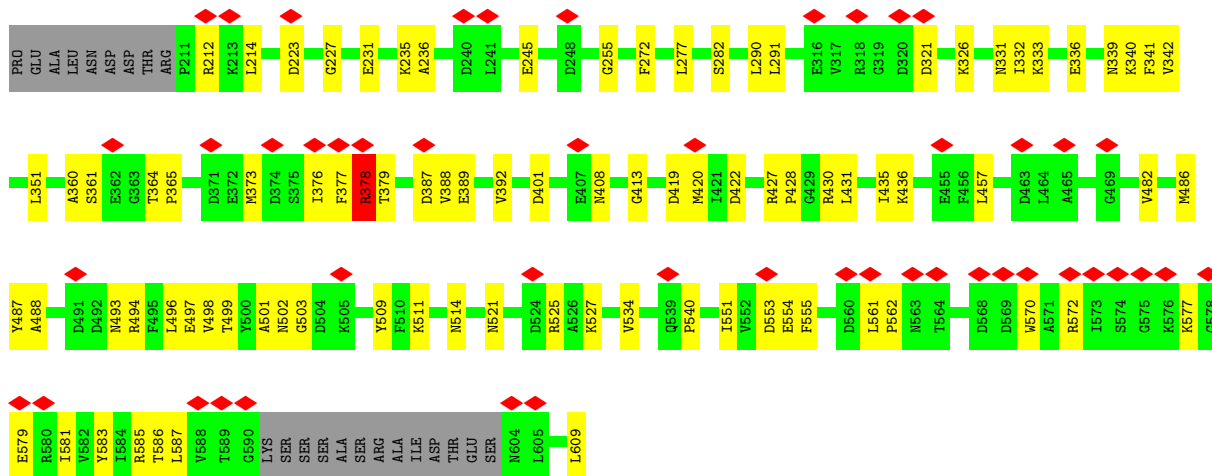 PRO GLU ALA LEU ASN ASP ASP THR ARG P211 R212 K213 L214 D223 G227 E231 K235 A236 D240 L241 E245 D248 G255 F272 L277 S282 L290 L291 E316 V317 R318 G319 D320 D321 K326 N331 I332 K333 E336 N339 K340 F341 V342
L351 A360 S361 E362 G363 T364 P365 D371 E372 M373 D374 S375 I376 F377 R378 T379 D387 V388 E389 V392 D401 E407 N408 G413 D419 M420 I421 D422 R427 P428 G429 R430 L431 I435 K436 E455 F456 L457 D463 L464 A465 G469 V482 M486
Y487 A488 D491 D492 N493 R494 F495 L496 E497 V498 T499 Y500 A501 N502 G503 D504 K505 Y509 F510 K511 N514 N521 D524 R525 A526 K527 V534 Q539 P540 I551 V552 D553 E554 F555 D560 L561 P562 N563 T564 D568 D569 W570 A571 R572 I573 S574 G575 K576 K577 G578
E579 R580 I581 V582 Y583 I584 R585 T586 L587 V588 T589 G590 LYS SER SER SER ALA SER ARG ALA ILE ASP THR GLU SER N604 L605 L609